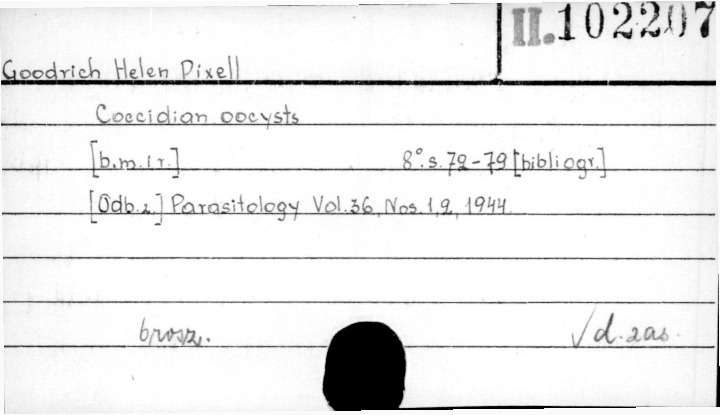 II.102207
Goodrich Helen Pixell
Coccidian oocysts
[b.m.i r.] 8°.s.72-79 [bibliogr.]
[Odb.z.] Parasitology Vol.36, Nos.1,2, 1944.
brosz. √ d. zas.